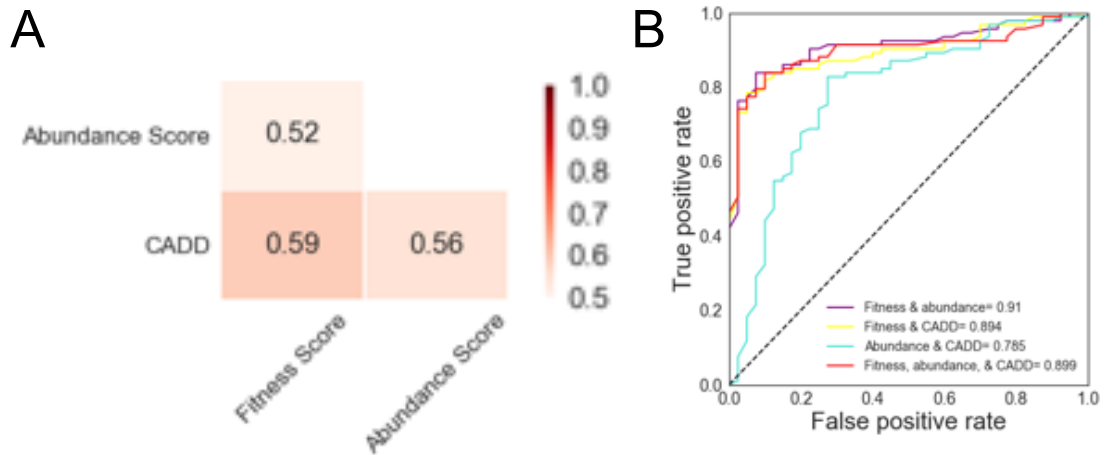 A
Abundance Score
0.52
CADD
0.59
0.56
Fitness Score
Abundance Score
1.0
0.9
0.8
0.7
0.6
0.5
B
True positive rate
1.0
0.8
0.6
0.4
0.2
0.0
Fitness & abundance= 0.91
Fitness & CADD= 0.894
Abundance & CADD= 0.785
Fitness, abundance, & CADD= 0.899
0.0
0.2
0.4
0.6
0.8
1.0
False positive rate